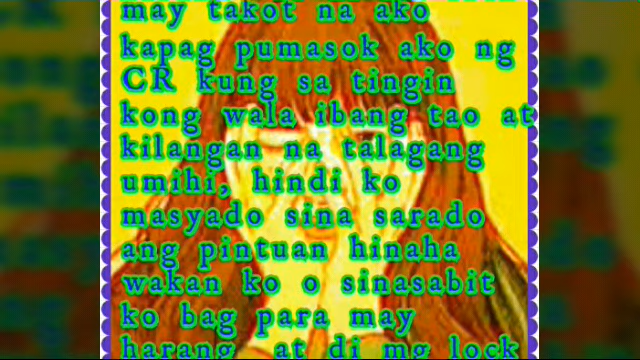 may takot na ako
kapag pumasok ako ng
CR kung sa tingin
kong wala ibang tao at
kilangan na talagang
umihi, hindi ko
masyado sina sarado
ang pintuan hinaha
wakan ko o sinasabit
ko bag para may
harang at di mg lock